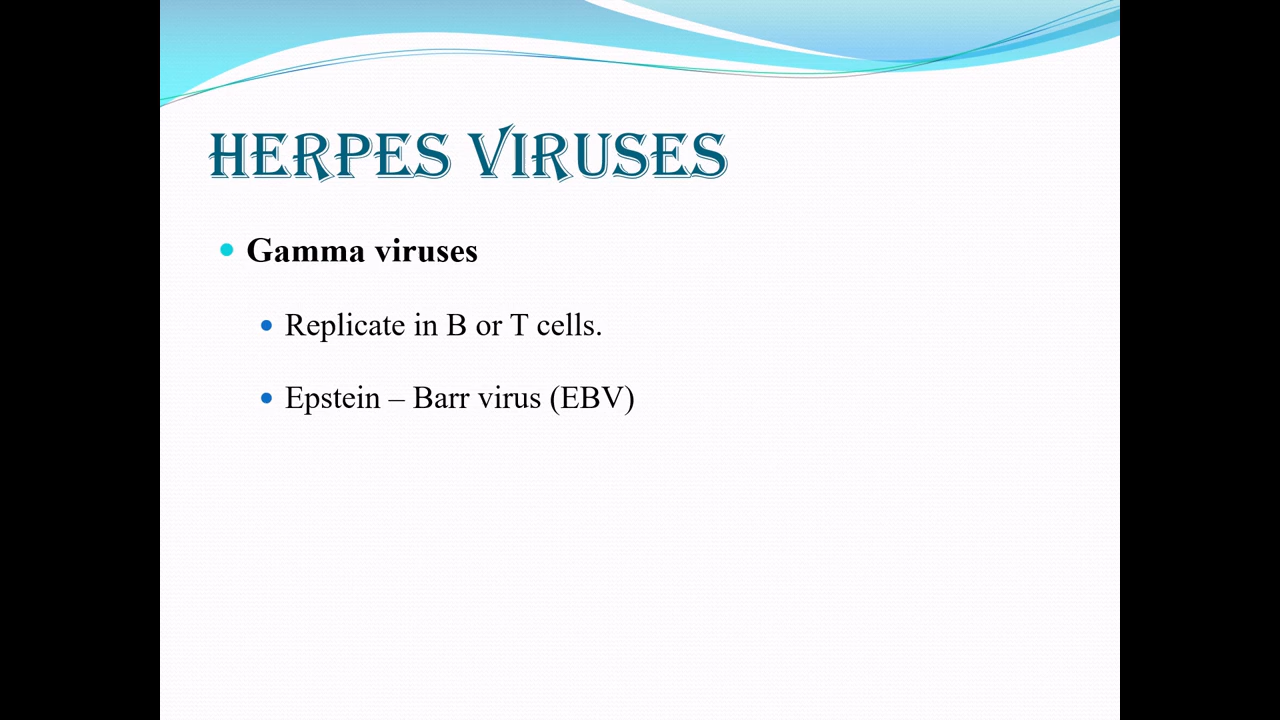 HERPES VIRUSES
Gamma viruses
Replicate in B or T cells.
Epstein – Barr virus (EBV)